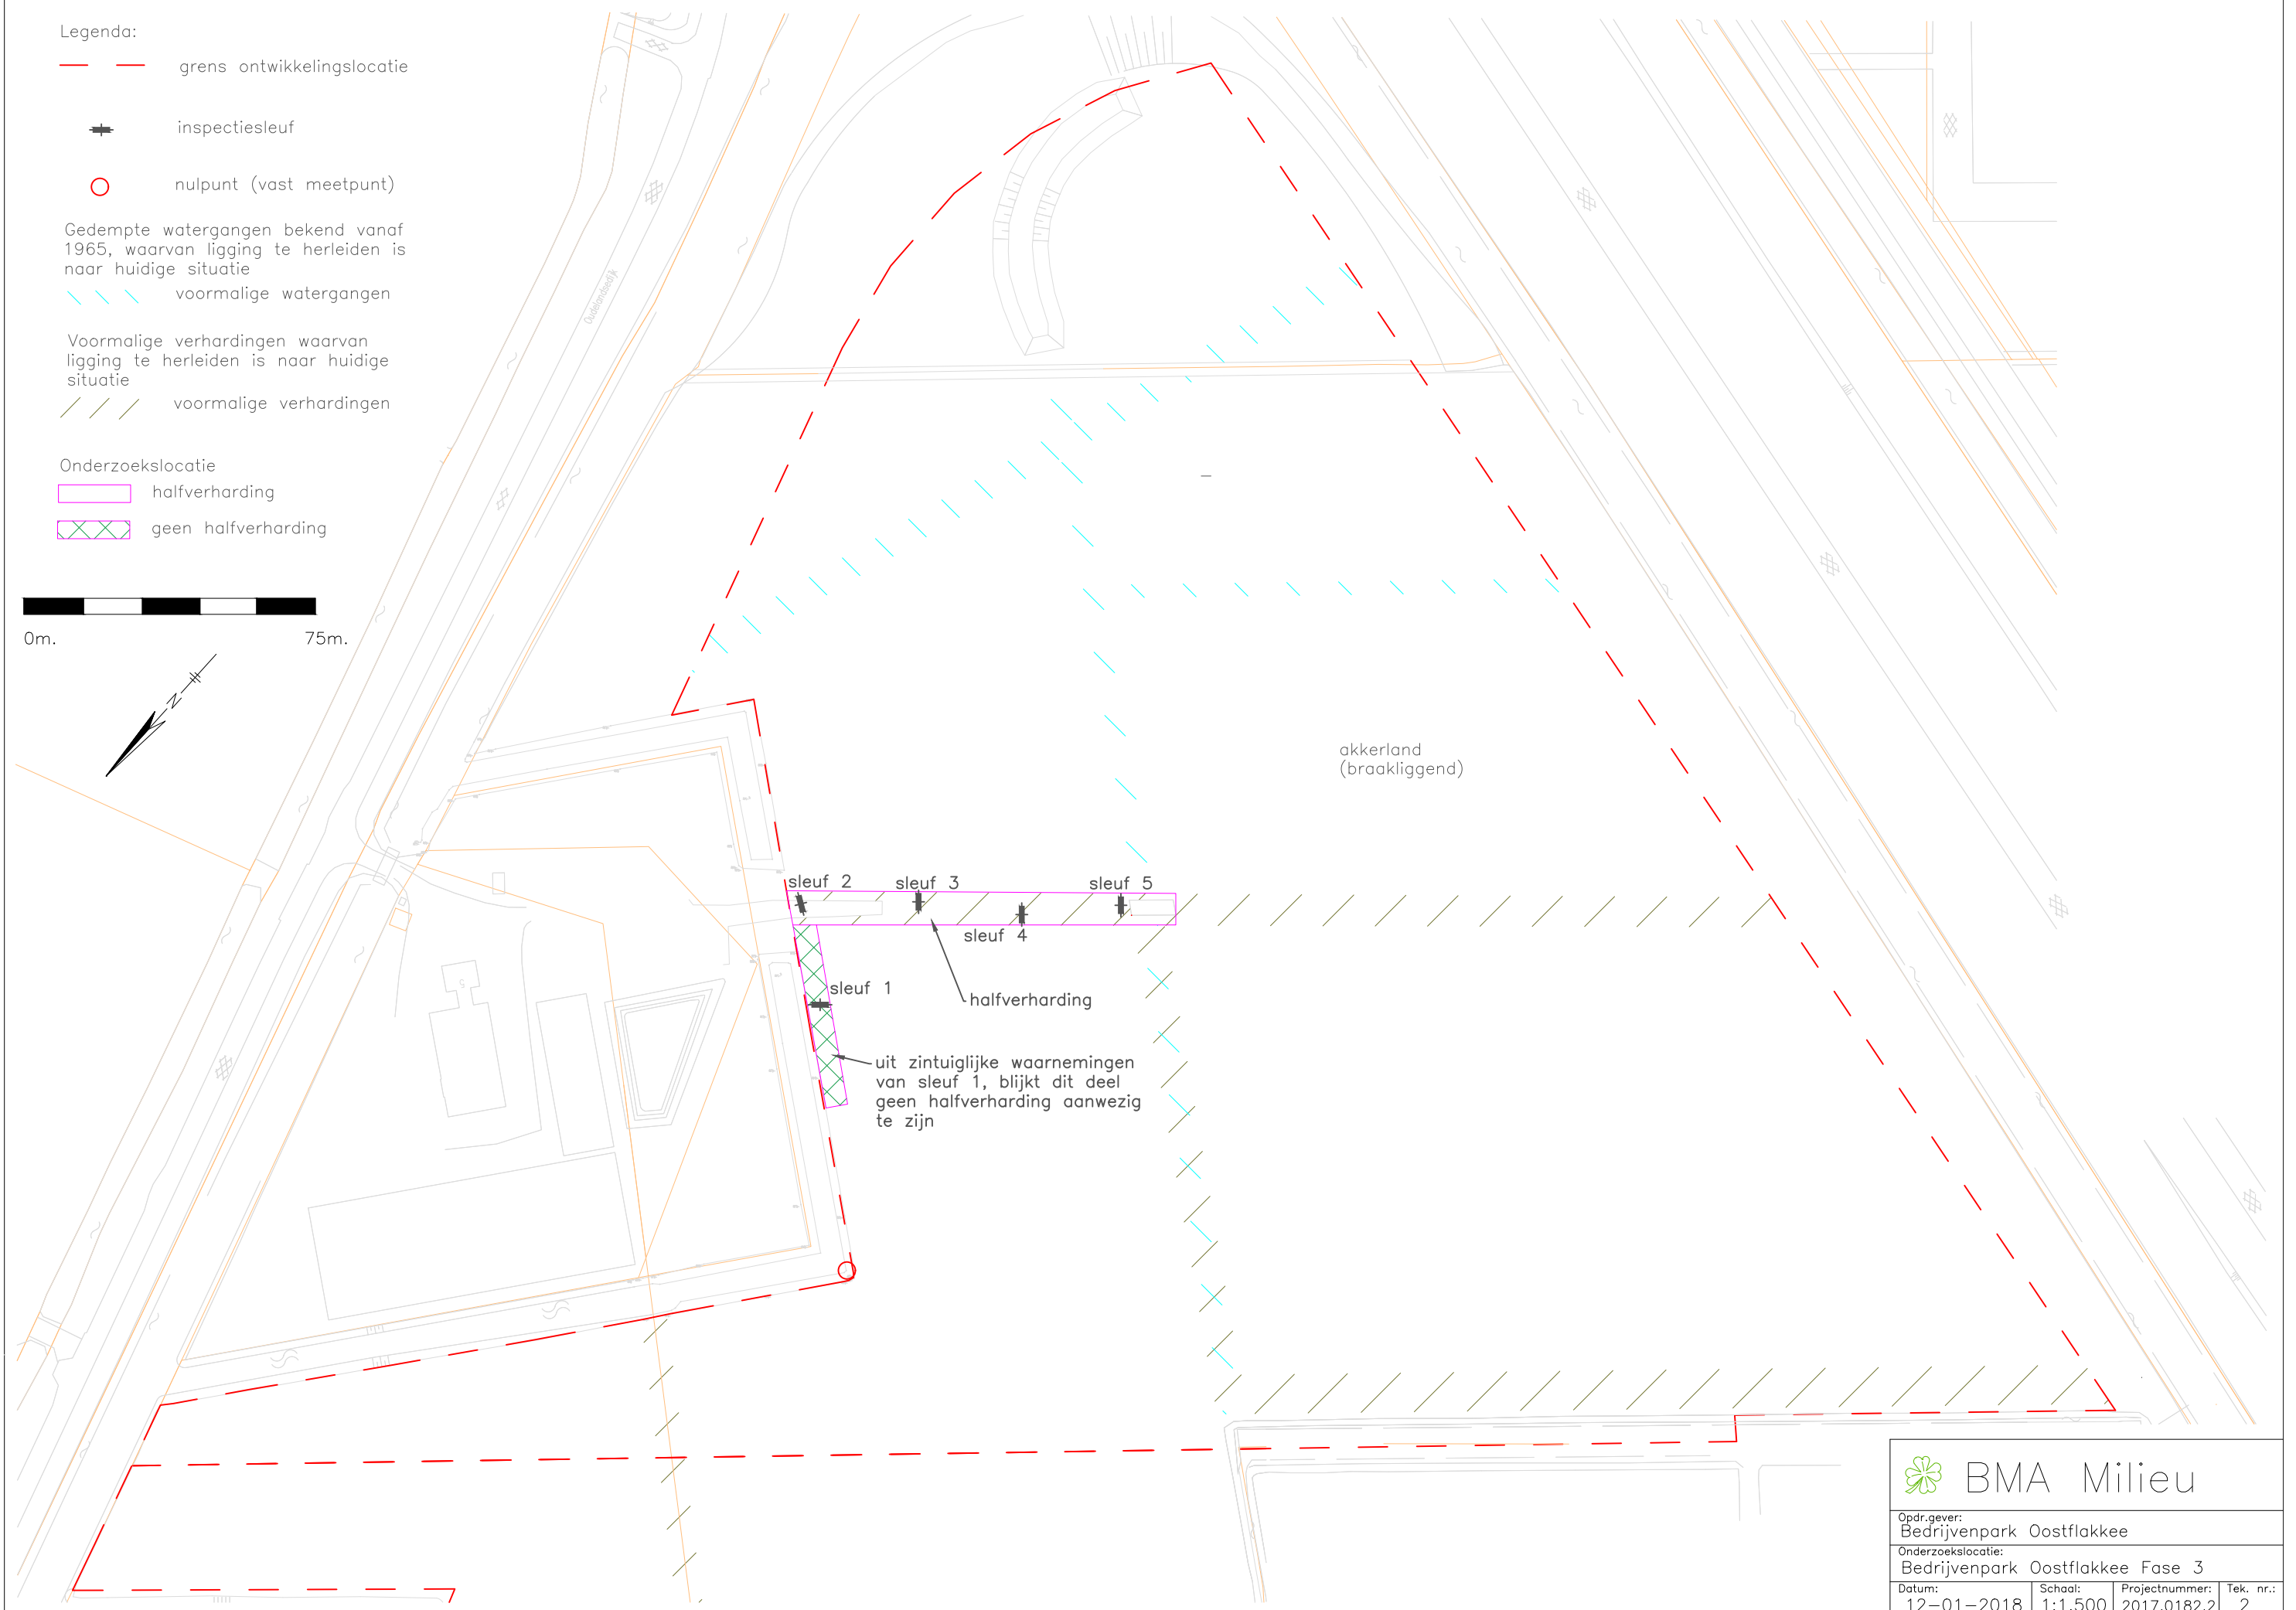 Legenda:
grens ontwikkelingslocatie
inspectiesleuf
nulpunt (vast meetpunt)
Gedempte watergangen bekend vanaf
1965, waarvan ligging te herleiden is
naar huidige situatie
voormalige watergangen
Voormalige verhardingen waarvan
ligging te herleiden is naar huidige
situatie
voormalige verhardingen
Onderzoekslocatie
halfverharding
geen halfverharding
0m. 75m.
N
Oudelandsedijk
akkerland
(braakliggend)
sleuf 2 sleuf 3 sleuf 5
sleuf 4
sleuf 1
halfverharding
uit zintuiglijke waarnemingen
van sleuf 1, blijkt dit deel
geen halfverharding aanwezig
te zijn
BMA Milieu
Opdr.gever:
Bedrijvenpark Oostflakkee
Onderzoekslocatie:
Bedrijvenpark Oostflakkee Fase 3
Datum: Schaal: Projectnummer: Tek. nr.:
12-01-2018 1:1.500 2017.0182.2 2